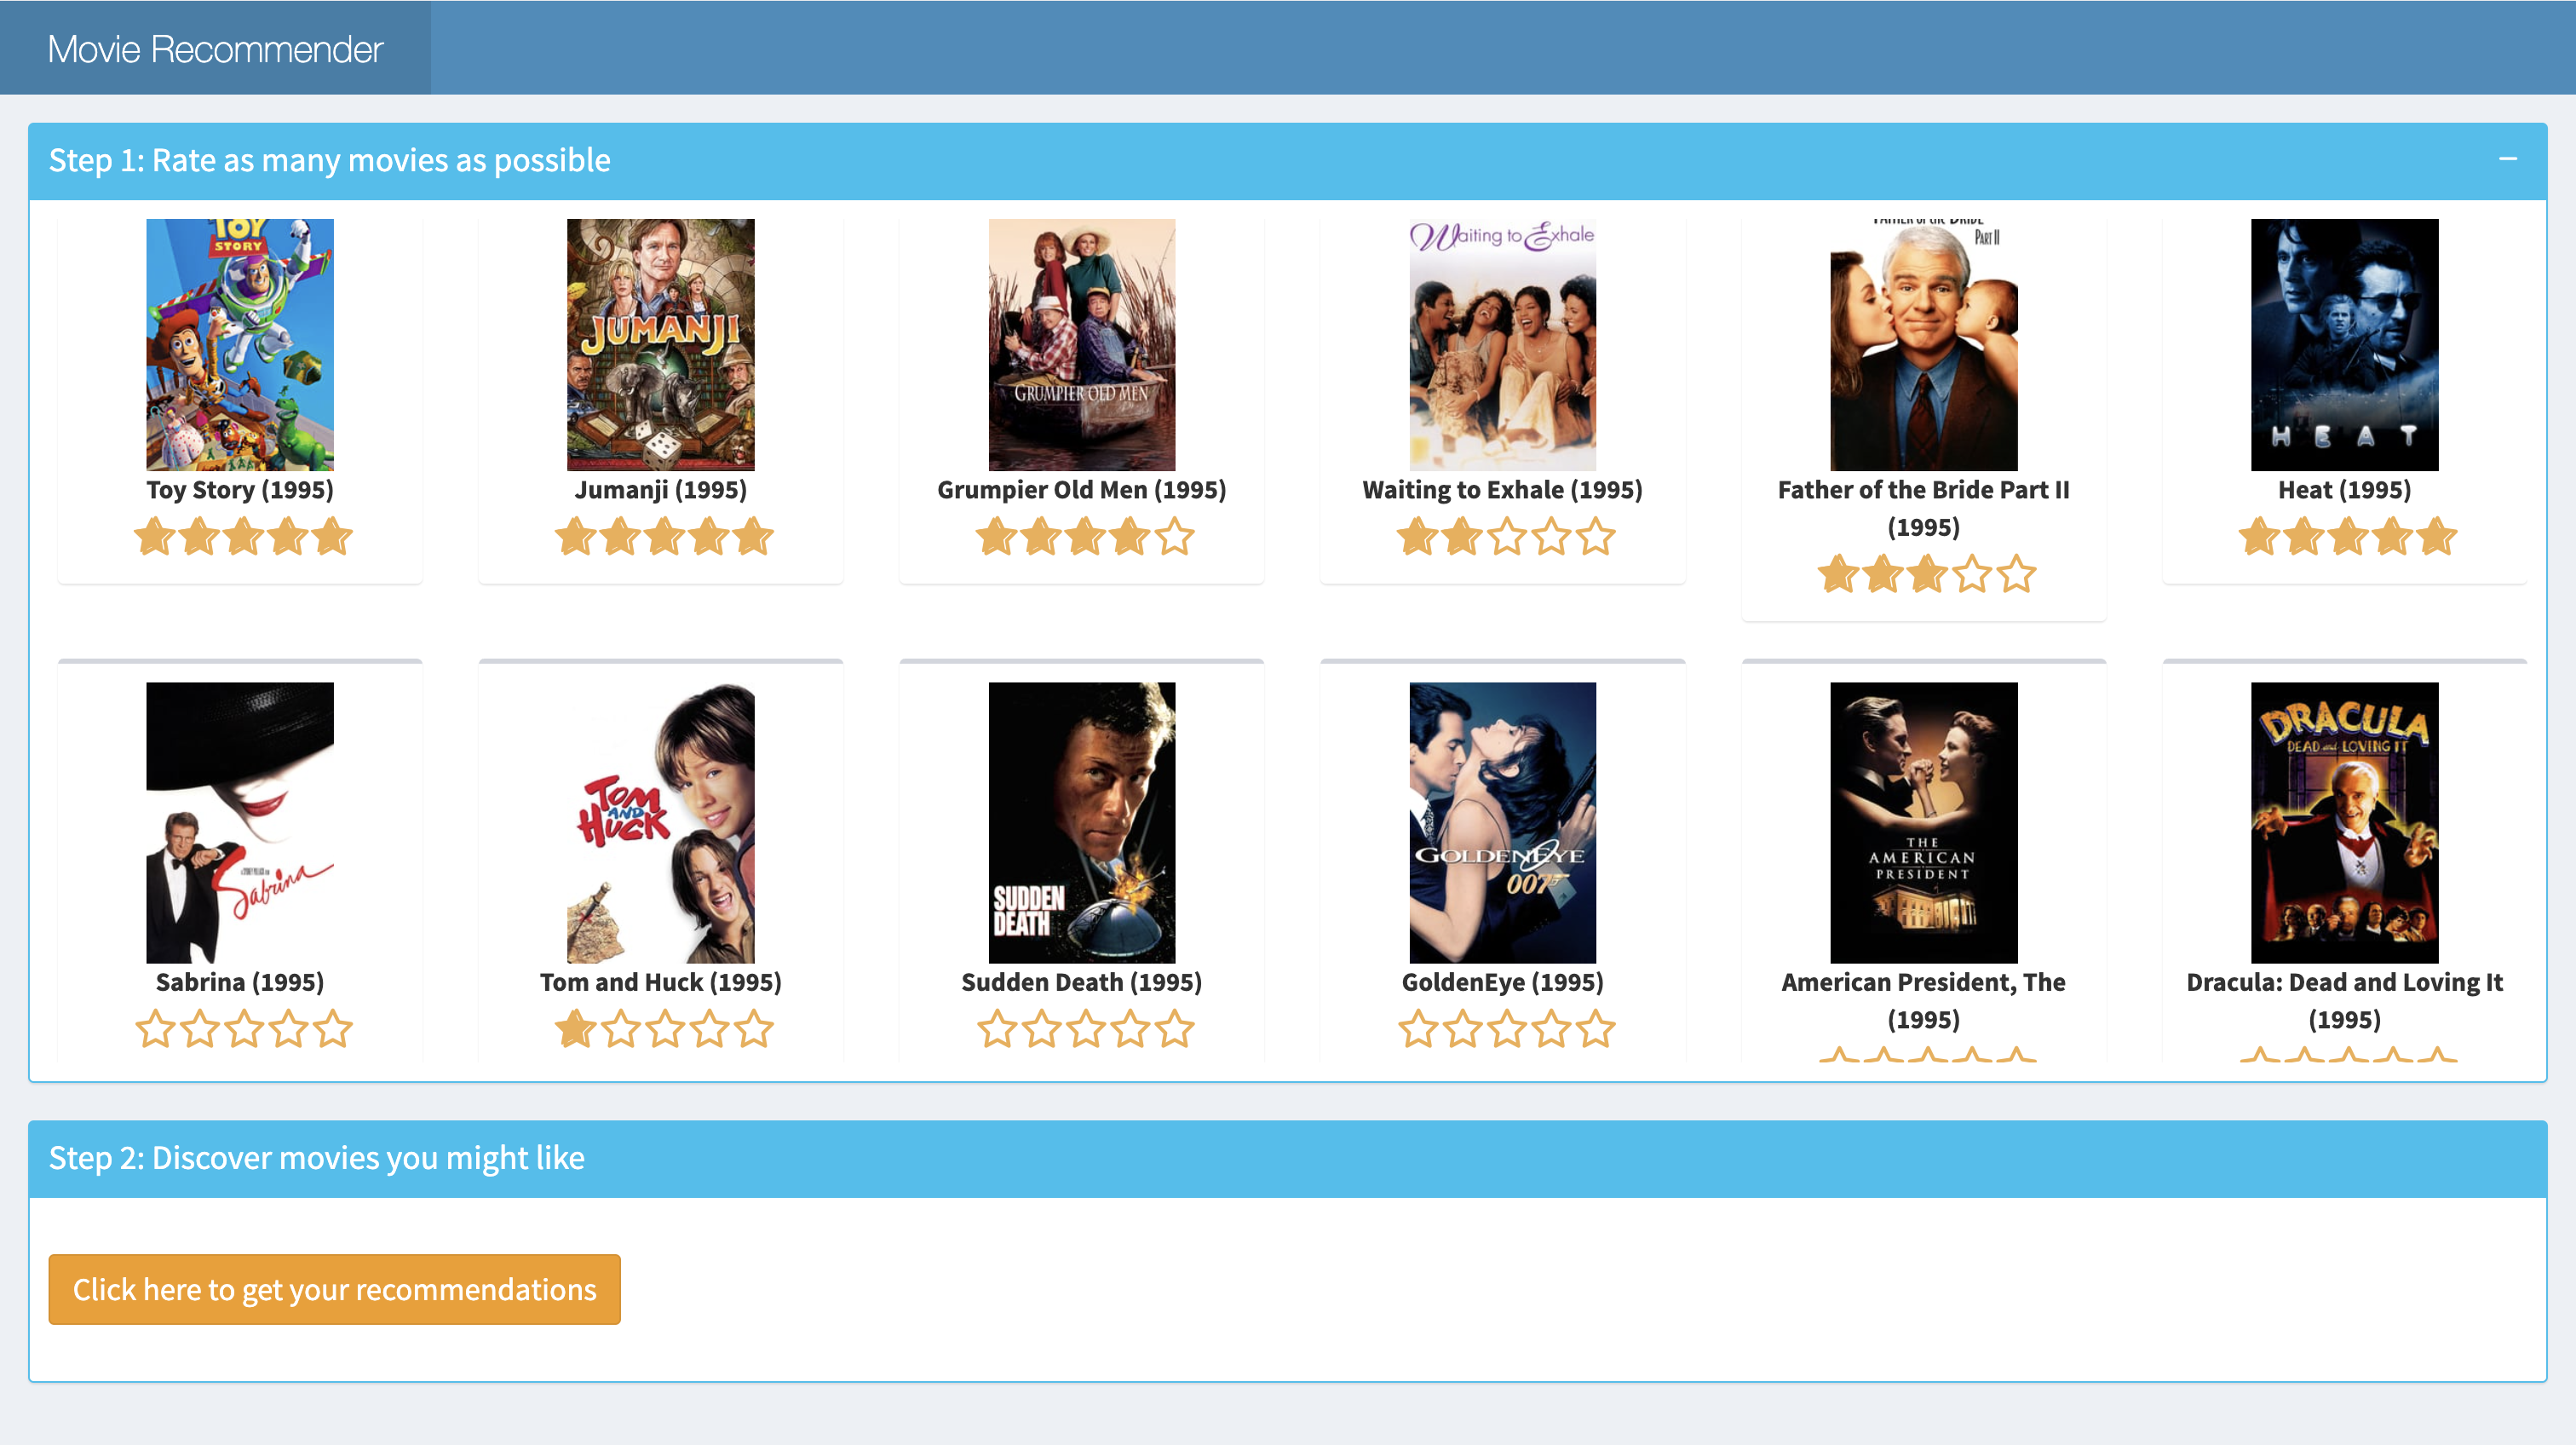 Movie Recommender
Step 1: Rate as many movies as possible
TOY
STORY
JUMANJI
GRUMPIER OLD MEN
Waiting to Exhale
FATHER OF THE BRIDE
PART II
HEAT
Toy Story (1995)
Jumanji (1995)
Grumpier Old Men (1995)
Waiting to Exhale (1995)
Father of the Bride Part II
(1995)
Heat (1995)
Sabrina
TOM
AND
HUCK
SUDDEN
DEATH
GOLDENEYE
007
THE
AMERICAN
PRESIDENT
DRACULA
DEAD and LOVING IT
Sabrina (1995)
Tom and Huck (1995)
Sudden Death (1995)
GoldenEye (1995)
American President, The
(1995)
Dracula: Dead and Loving It
(1995)
Step 2: Discover movies you might like
Click here to get your recommendations